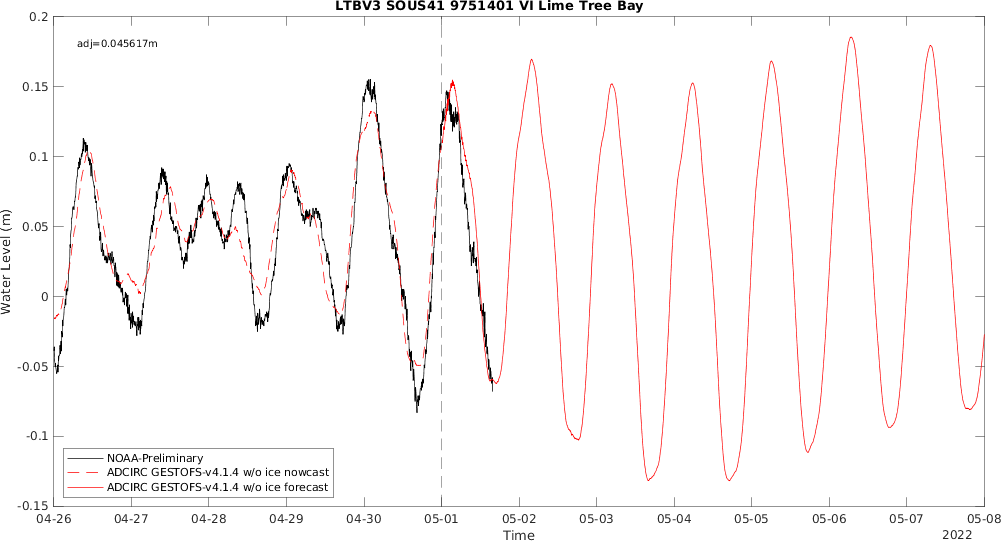 LTBV3 SOUS41 9751401 VI Lime Tree Bay
adj=0.045617m
Water Level (m)
0.2
0.15
0.1
0.05
0
-0.05
-0.1
-0.15
NOAA-Preliminary
ADCIRC GESTOFS-v4.1.4 w/o ice nowcast
ADCIRC GESTOFS-v4.1.4 w/o ice forecast
04-26 04-27 04-28 04-29 04-30 05-01 05-02 05-03 05-04 05-05 05-06 05-07 05-08
Time
2022